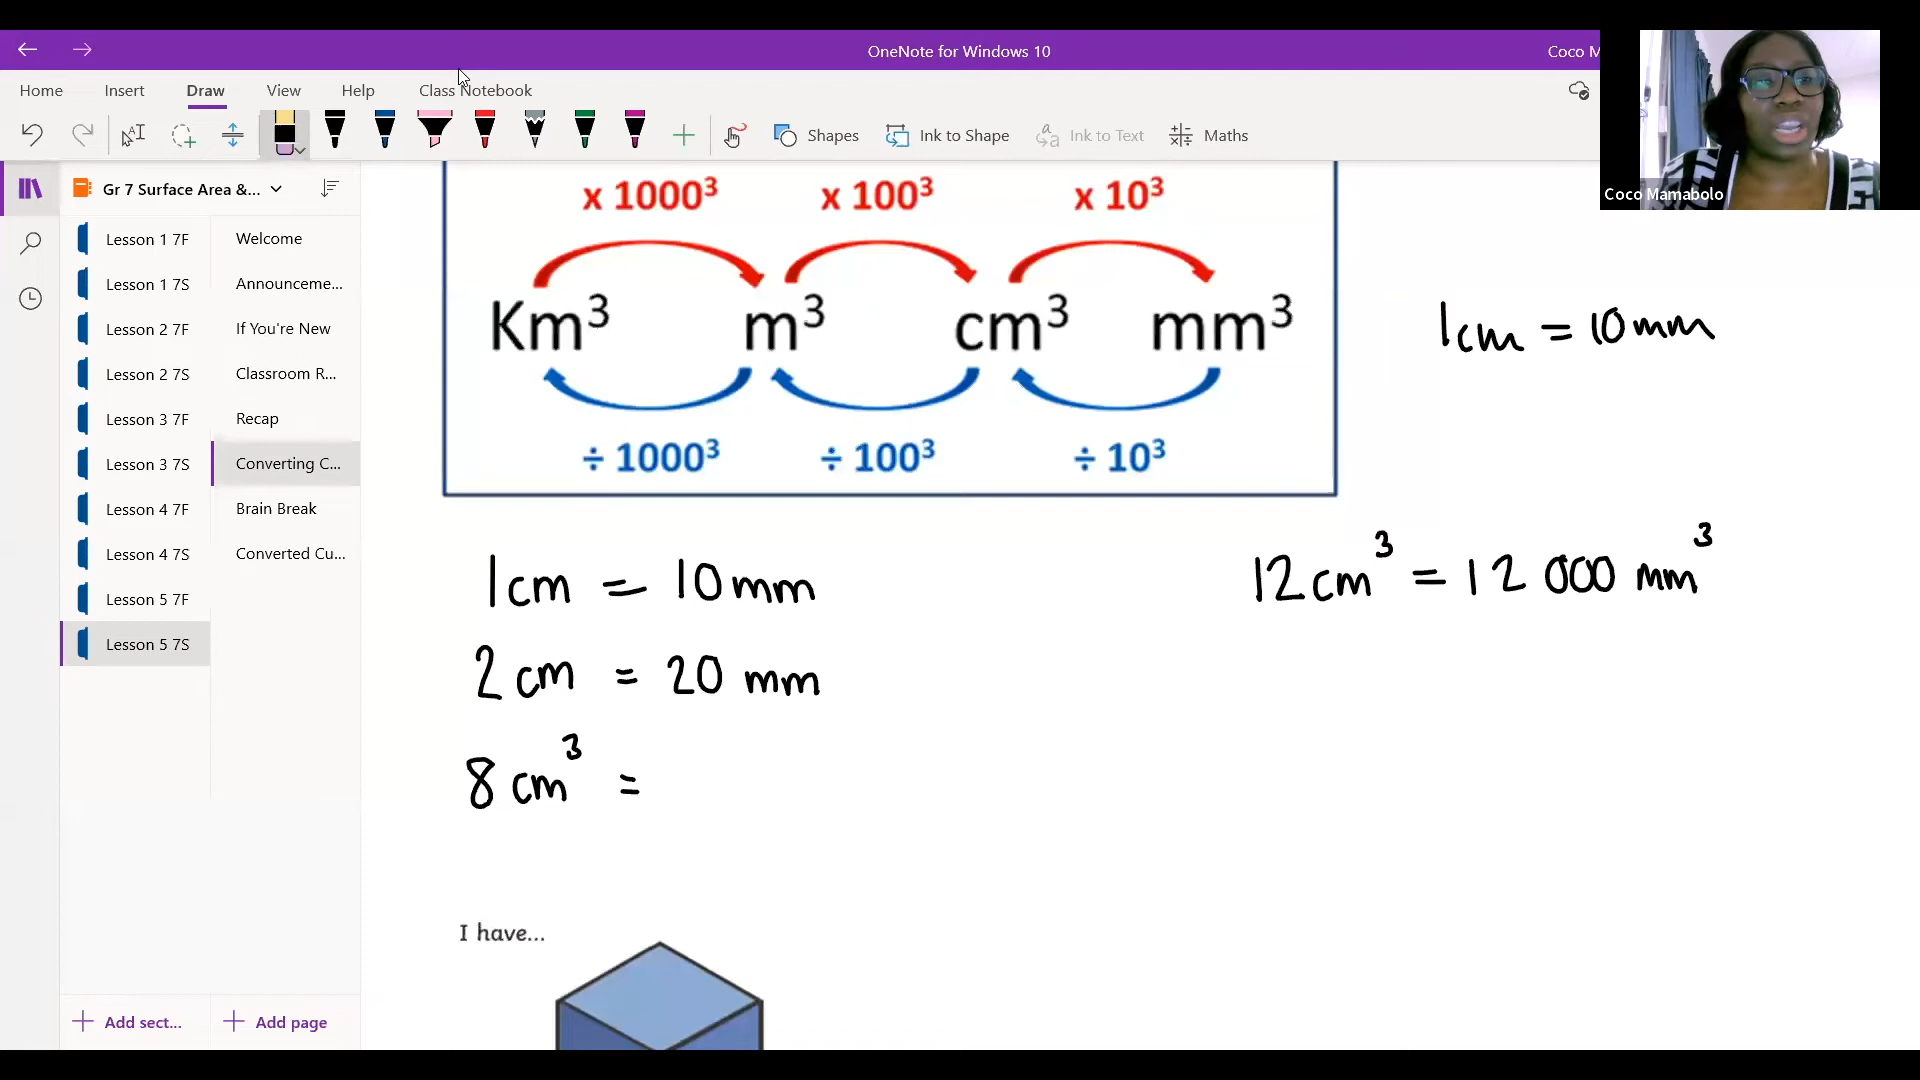 OneNote for Windows 10
Coco M
Home Insert Draw View Help Class Notebook
Shapes Ink to Shape Ink to Text Maths
Coco Mamabolo
Gr 7 Surface Area &...
Lesson 1 7F
Lesson 1 7S
Lesson 2 7F
Lesson 2 7S
Lesson 3 7F
Lesson 3 7S
Lesson 4 7F
Lesson 4 7S
Lesson 5 7F
Lesson 5 7S
Add sect...
Welcome
Announceme...
If You're New
Classroom R...
Recap
Converting C...
Brain Break
Converted Cu...
Add page
x 1000³ x 100³ x 10³
Km³ m³ cm³ mm³
÷ 1000³ ÷ 100³ ÷ 10³
1cm = 10mm
1cm = 10mm
2cm = 20 mm
8cm³ =
12cm³ = 12 000 mm³
I have...